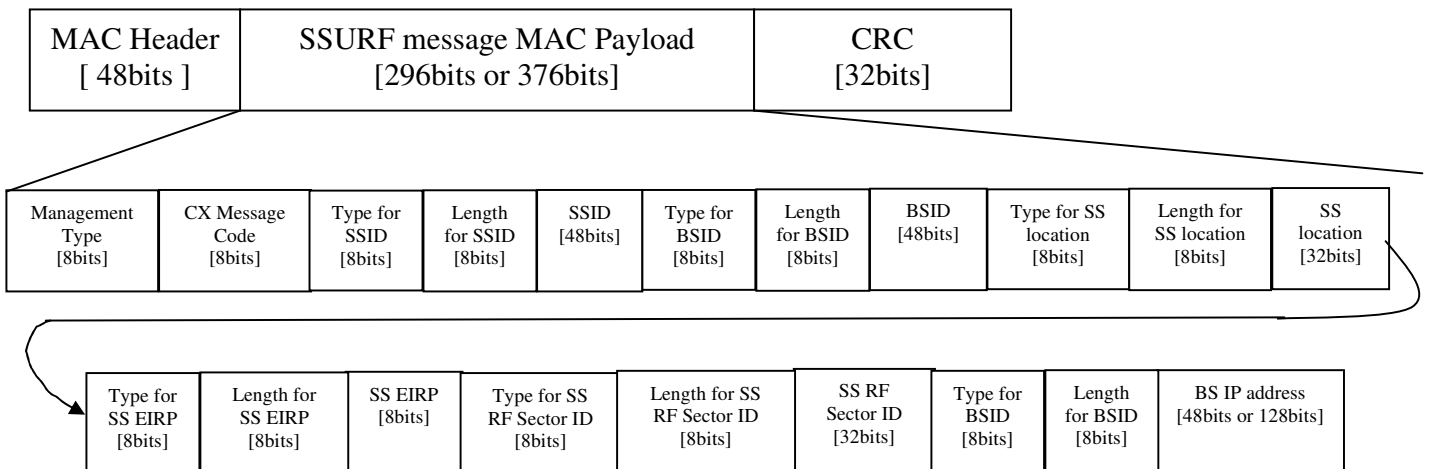 MAC Header
[ 48bits ]
SSURF message MAC Payload
[296bits or 376bits]
CRC
[32bits]
Management
Type
[8bits]
CX Message
Code
[8bits]
Type for
SSID
[8bits]
Length
for SSID
[8bits]
SSID
[48bits]
Type for
BSID
[8bits]
Length
for BSID
[8bits]
BSID
[48bits]
Type for SS
location
[8bits]
Length for
SS location
[8bits]
SS
location
[32bits]
Type for
SS EIRP
[8bits]
Length for
SS EIRP
[8bits]
SS EIRP
[8bits]
Type for SS
RF Sector ID
[8bits]
Length for SS
RF Sector ID
[8bits]
SS RF
Sector ID
[32bits]
Type for
BSID
[8bits]
Length
for BSID
[8bits]
BS IP address
[48bits or 128bits]